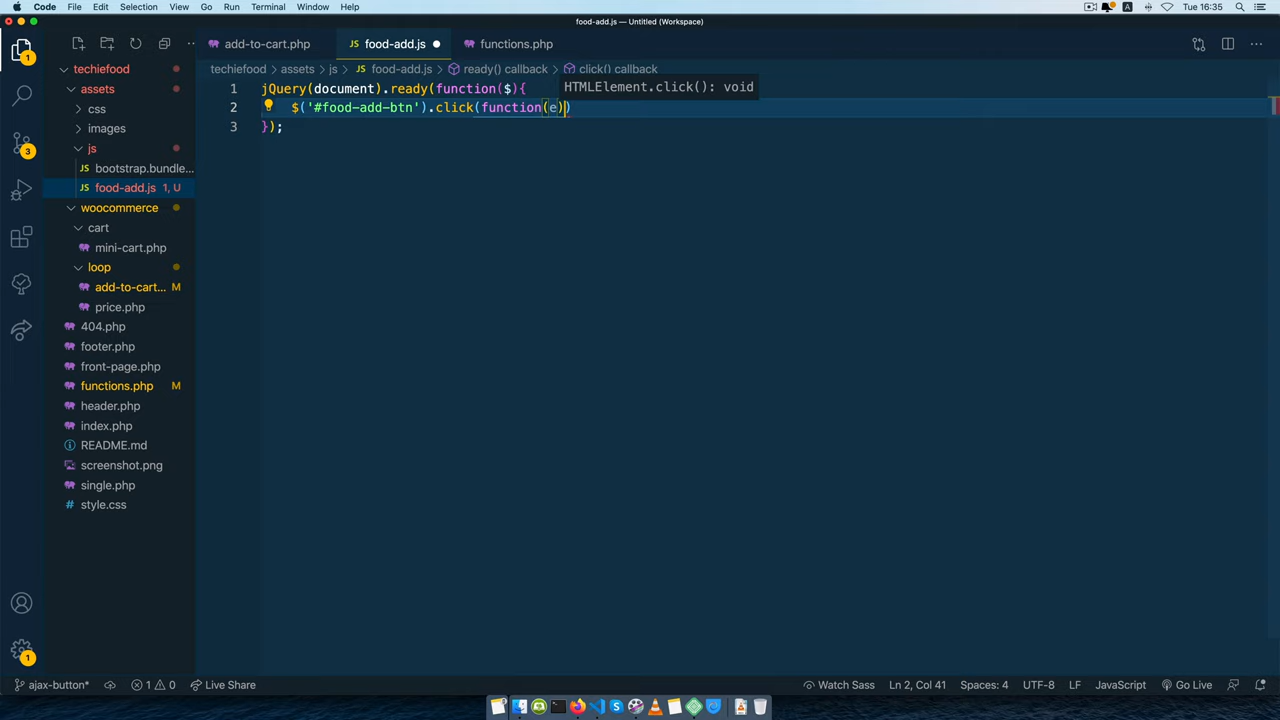 Code File Edit Selection View Go Run Terminal Window Help Tue 16:35
food-add.js — Untitled (Workspace)
add-to-cart.php food-add.js functions.php
techiefood techiefood › assets › js › food-add.js › ready() callback › click() callback
assets
css
images
js
bootstrap.bundle...
food-add.js 1, U
woocommerce
cart
mini-cart.php
loop
add-to-cart... M
price.php
404.php
footer.php
front-page.php
functions.php M
header.php
index.php
README.md
screenshot.png
single.php
style.css
HTMLElement.click(): void
1 jQuery(document).ready(function($){
2 $('#food-add-btn').click(function(e))
3 });
1
3
1
ajax-button* 1 0 Live Share Watch Sass Ln 2, Col 41 Spaces: 4 UTF-8 LF JavaScript Go Live